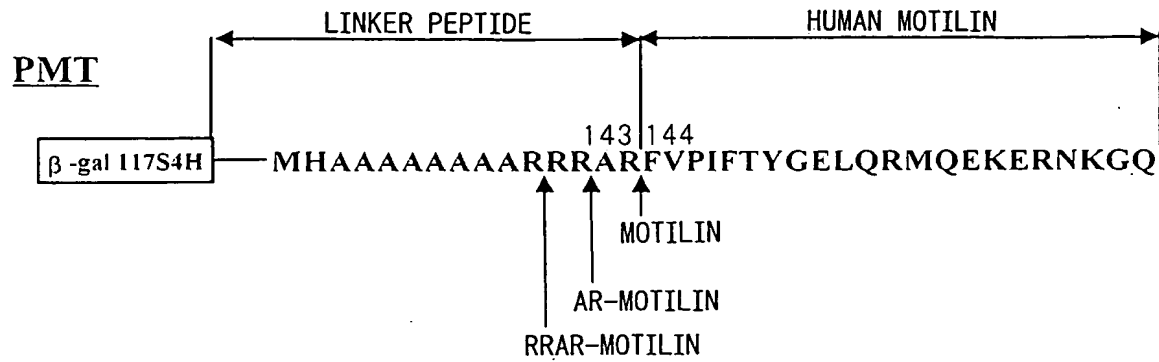 LINKER PEPTIDE HUMAN MOTILIN
PMT
143 144
β-gal 117S4H MHAAAAAAAARRRARFVPIFTYGELQRMQEKERNKGQ
MOTILIN
AR-MOTILIN
RRAR-MOTILIN